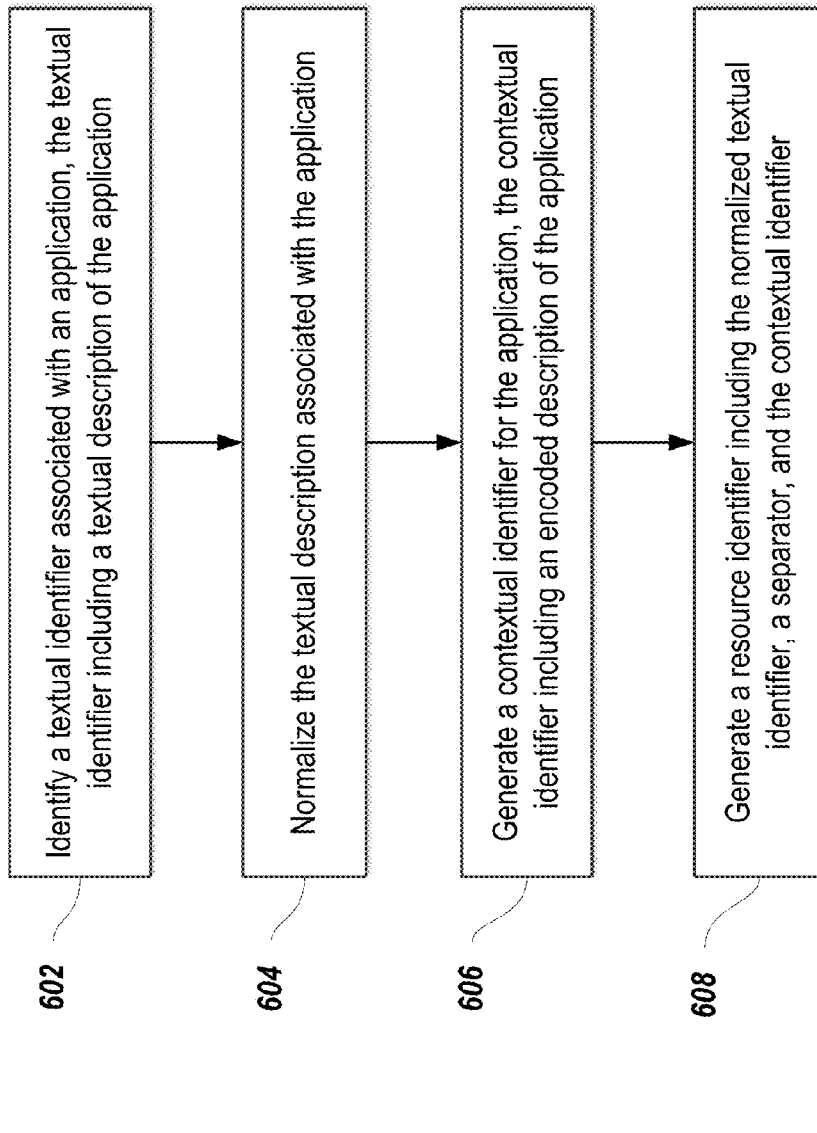 602
Identify a textual identifier associated with an application, the textual
identifier including a textual description of the application
604
Normalize the textual description associated with the application
606
Generate a contextual identifier for the application, the contextual
identifier including an encoded description of the application
608
Generate a resource identifier including the normalized textual
identifier, a separator, and the contextual identifier